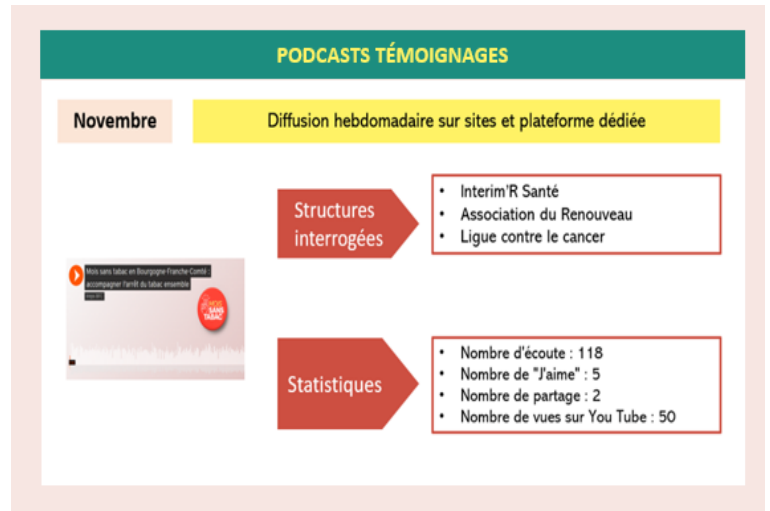 PODCASTS TÉMOIGNAGES
Novembre
Diffusion hebdomadaire sur sites et plateforme dédiée
Structures
interrogées
• Interim'R Santé
• Association du Renouveau
• Ligue contre le cancer
Mois sans tabac en Bourgogne-Franche-Comté :
accompagner l'arrêt du tabac ensemble
MOIS
SANS
TABAC
Statistiques
• Nombre d'écoute : 118
• Nombre de "J'aime" : 5
• Nombre de partage : 2
• Nombre de vues sur You Tube : 50